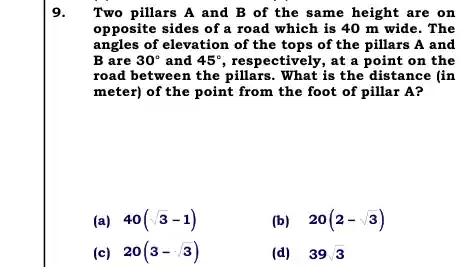 9. Two pillars A and B of the same height are on
opposite sides of a road which is 40 m wide. The
angles of elevation of the tops of the pillars A and
B are 30° and 45°, respectively, at a point on the
road between the pillars. What is the distance (in
meter) of the point from the foot of pillar A?
(a) 40(√3 – 1) (b) 20(2 – √3)
(c) 20(3 – √3) (d) 39√3